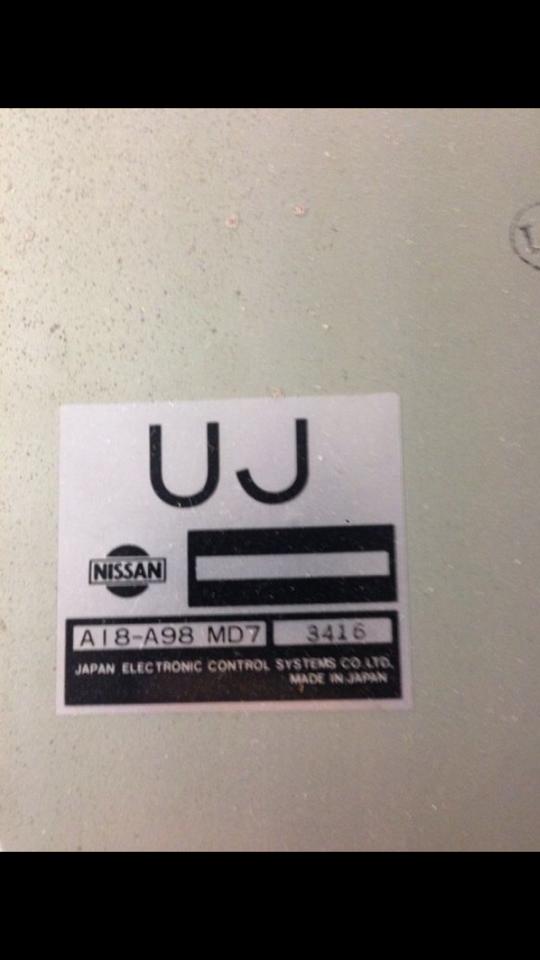 UJ
NISSAN
A18-A98 MD7 3416
JAPAN ELECTRONIC CONTROL SYSTEMS CO.LTD.
MADE IN JAPAN